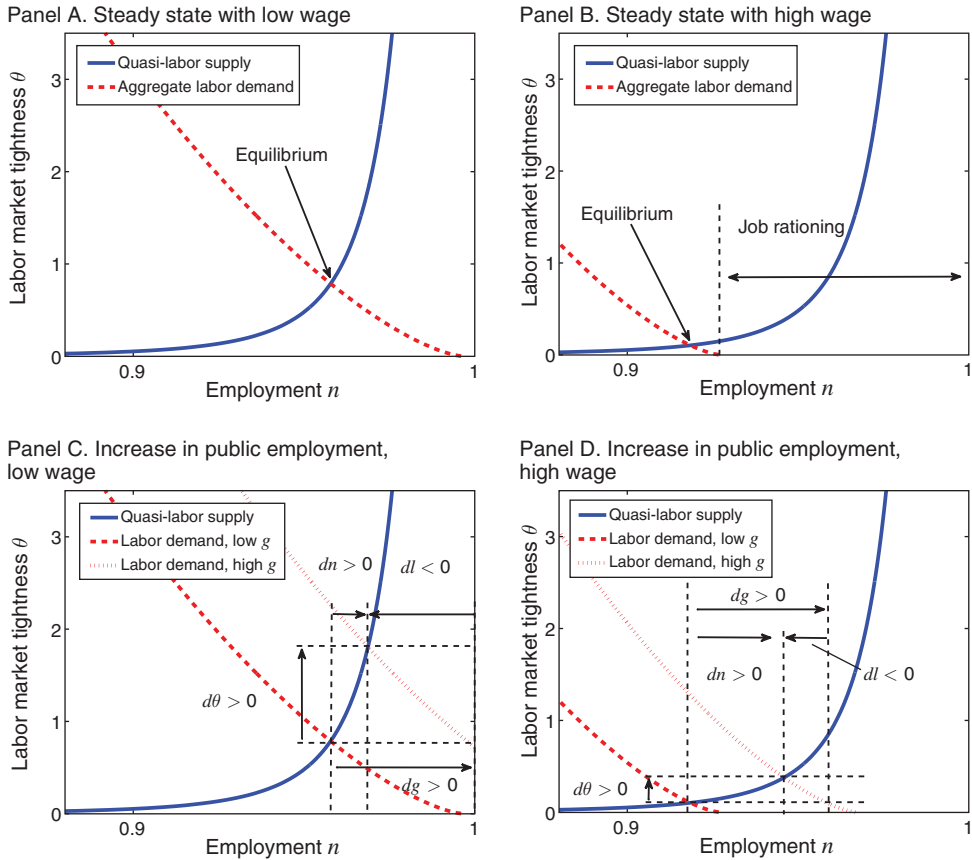 Panel A. Steady state with low wage
Labor market tightness θ
3
2
1
0
Quasi-labor supply
Aggregate labor demand
Equilibrium
0.9
1
Employment n
Panel B. Steady state with high wage
Labor market tightness θ
3
2
1
0
Quasi-labor supply
Aggregate labor demand
Equilibrium
Job rationing
0.9
1
Employment n
Panel C. Increase in public employment,
low wage
Labor market tightness θ
3
2
1
0
Quasi-labor supply
Labor demand, low g
Labor demand, high g
dn > 0
dl < 0
dθ > 0
dg > 0
0.9
1
Employment n
Panel D. Increase in public employment,
high wage
Labor market tightness θ
3
2
1
0
Quasi-labor supply
Labor demand, low g
Labor demand, high g
dg > 0
dn > 0
dl < 0
dθ > 0
0.9
1
Employment n